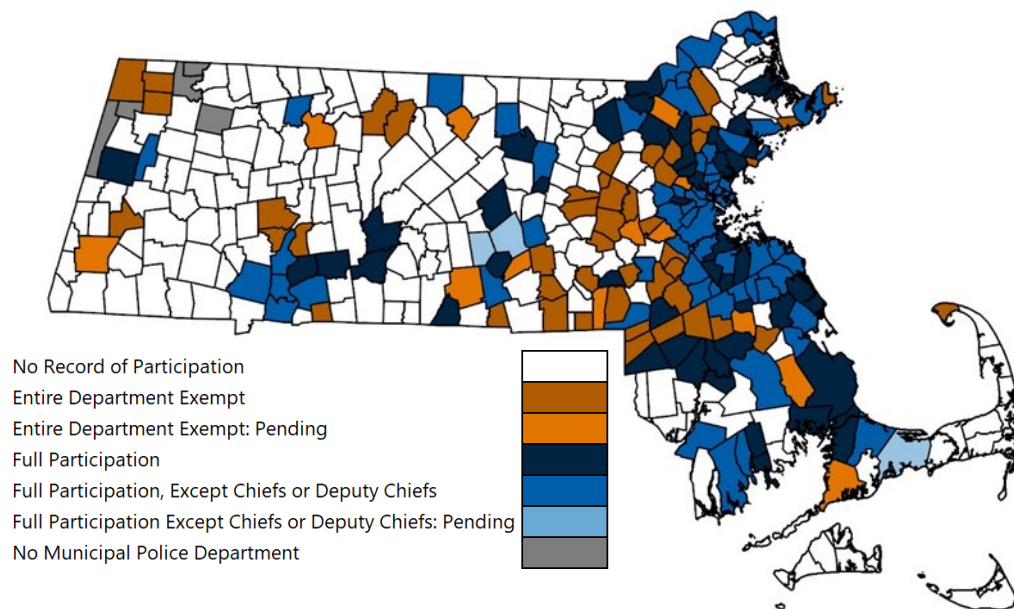 No Record of Participation
Entire Department Exempt
Entire Department Exempt: Pending
Full Participation
Full Participation, Except Chiefs or Deputy Chiefs
Full Participation Except Chiefs or Deputy Chiefs: Pending
No Municipal Police Department